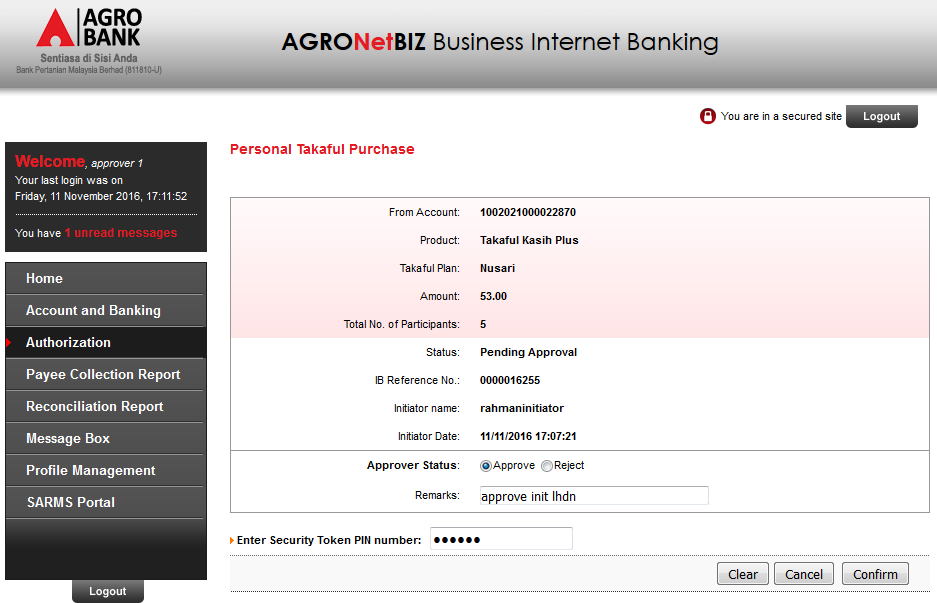 AGRO
BANK
Sentiasa di Sisi Anda
Bank Pertanian Malaysia Berhad (811810-U)
AGRONetBIZ Business Internet Banking
You are in a secured site
Logout
Welcome, approver 1
Your last login was on
Friday, 11 November 2016, 17:11:52
You have 1 unread messages
Home
Account and Banking
Authorization
Payee Collection Report
Reconciliation Report
Message Box
Profile Management
SARMS Portal
Logout
Personal Takaful Purchase
From Account: 1002021000022870
Product: Takaful Kasih Plus
Takaful Plan: Nusari
Amount: 53.00
Total No. of Participants: 5
Status: Pending Approval
IB Reference No.: 0000016255
Initiator name: rahmaninitiator
Initiator Date: 11/11/2016 17:07:21
Approver Status: Approve Reject
Remarks: approve init lhdn
Enter Security Token PIN number: ●●●●●●
Clear Cancel Confirm